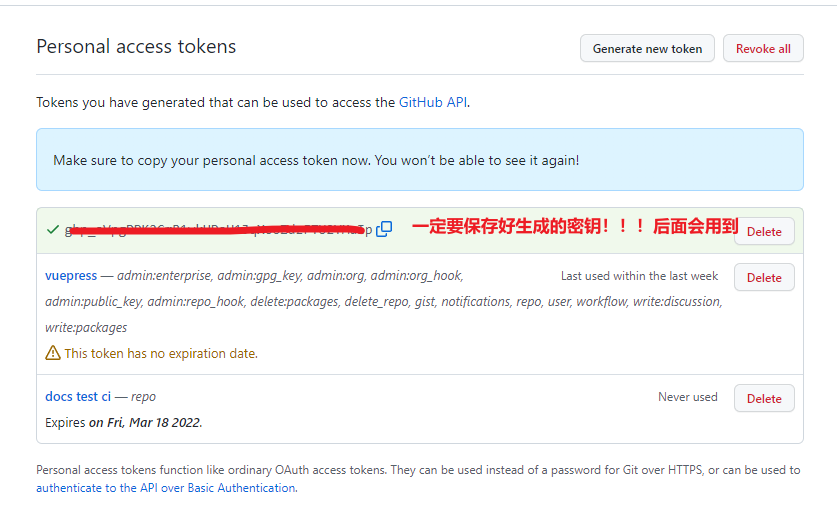 Personal access tokens
Generate new token
Revoke all
Tokens you have generated that can be used to access the GitHub API.
Make sure to copy your personal access token now. You won't be able to see it again!
一定要保存好生成的密钥！！！后面会用到
Delete
vuepress — admin:enterprise, admin:gpg_key, admin:org, admin:org_hook,
Last used within the last week
Delete
admin:public_key, admin:repo_hook, delete:packages, delete_repo, gist, notifications, repo, user, workflow, write:discussion,
write:packages
This token has no expiration date.
docs test ci — repo
Never used
Delete
Expires on Fri, Mar 18 2022.
Personal access tokens function like ordinary OAuth access tokens. They can be used instead of a password for Git over HTTPS, or can be used to
authenticate to the API over Basic Authentication.